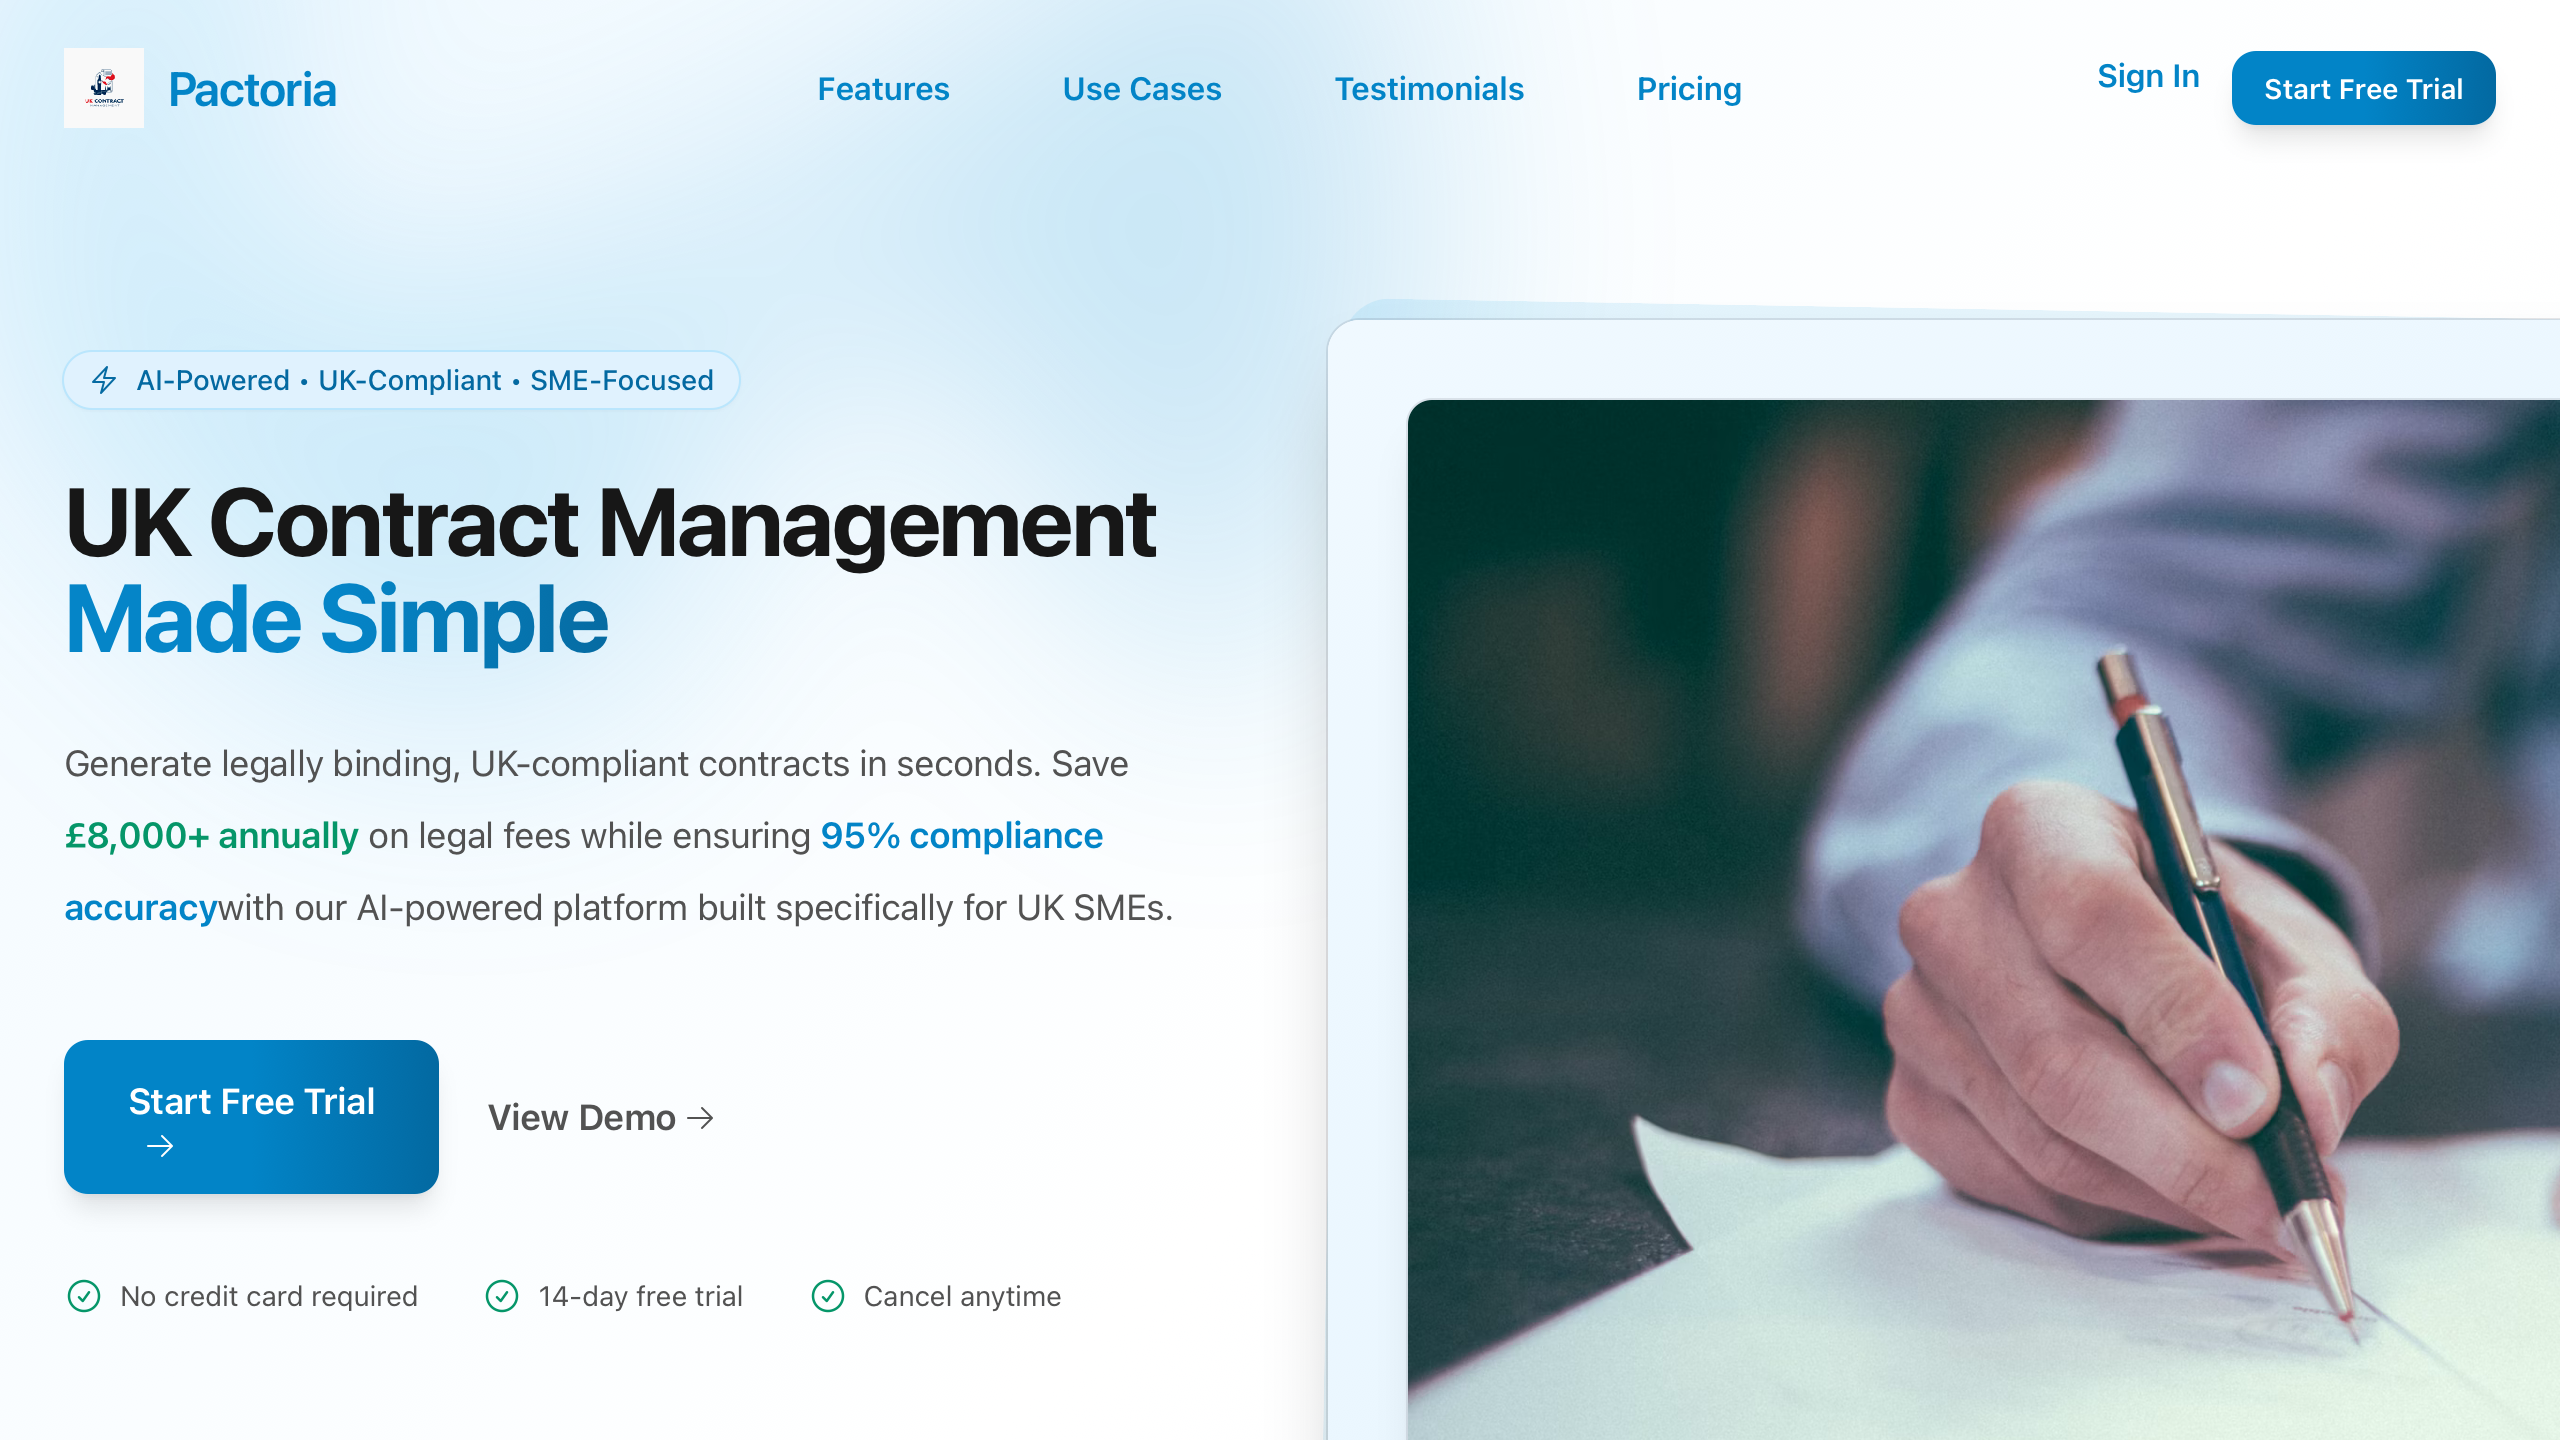 UK CONTRACT
MANAGEMENT
Pactoria
Features
Use Cases
Testimonials
Pricing
Sign In
Start Free Trial
AI-Powered • UK-Compliant • SME-Focused
UK Contract Management
Made Simple
Generate legally binding, UK-compliant contracts in seconds. Save
£8,000+ annually on legal fees while ensuring 95% compliance
accuracywith our AI-powered platform built specifically for UK SMEs.
Start Free Trial
→
View Demo →
No credit card required
14-day free trial
Cancel anytime